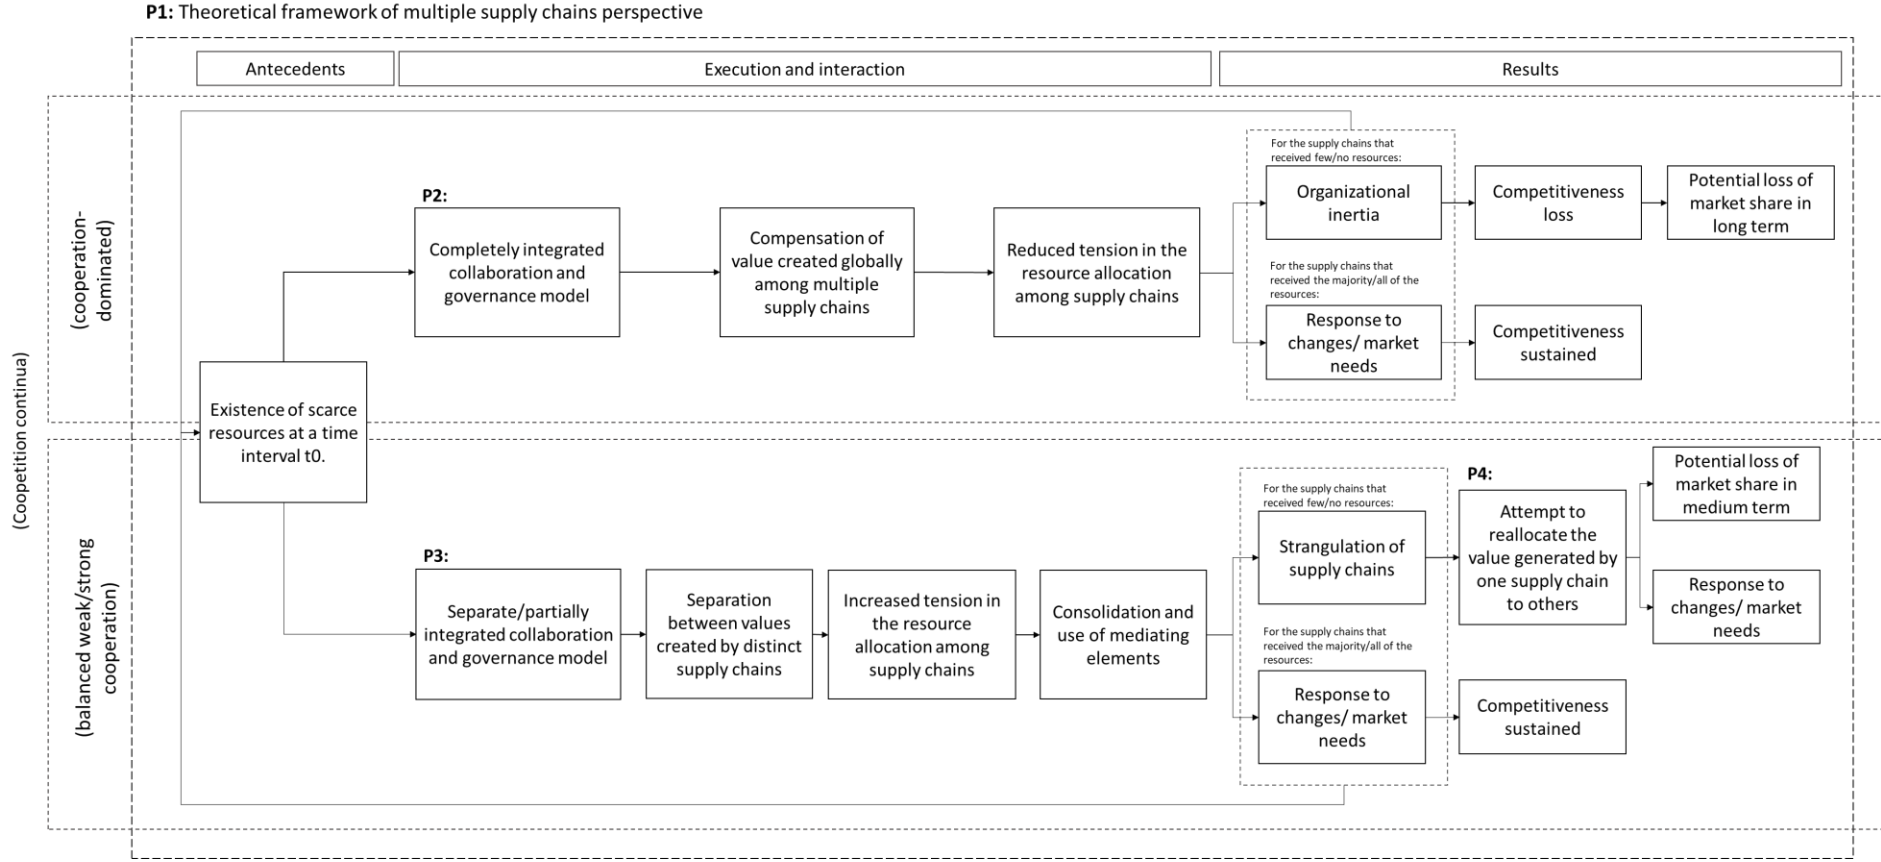 P1: Theoretical framework of multiple supply chains perspective
Antecedents
Execution and interaction
Results
(Coopetition continua)
(cooperation-
dominated)
P2:
Completely integrated
collaboration and
governance model
Compensation of
value created globally
among multiple
supply chains
Reduced tension in the
resource allocation
among supply chains
For the supply chains that
received few/no resources:
Organizational
inertia
Competitiveness
loss
Potential loss of
market share in
long term
For the supply chains that
received the majority/all of the
resources:
Response to
changes/ market
needs
Competitiveness
sustained
Existence of scarce
resources at a time
interval t0.
(balanced weak/strong
cooperation)
P3:
Separate/partially
integrated collaboration
and governance model
Separation
between values
created by distinct
supply chains
Increased tension in
the resource
allocation among
supply chains
Consolidation and
use of mediating
elements
For the supply chains that
received few/no resources:
Strangulation of
supply chains
P4:
Attempt to
reallocate the
value generated by
one supply chain
to others
Potential loss of
market share in
medium term
Response to
changes/ market
needs
For the supply chains that
received the majority/all of the
resources:
Response to
changes/ market
needs
Competitiveness
sustained